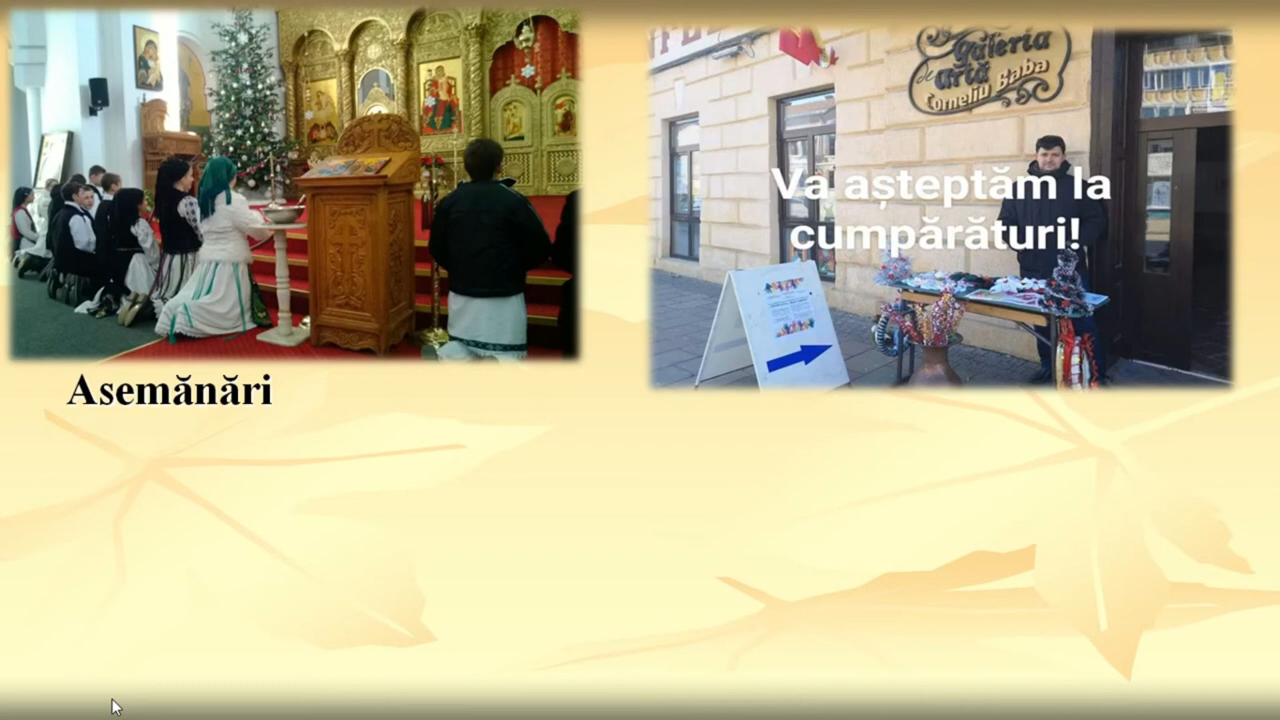 galeria
de artă
Corneliu Baba
Va așteptăm la
cumpărături!
Asemănări